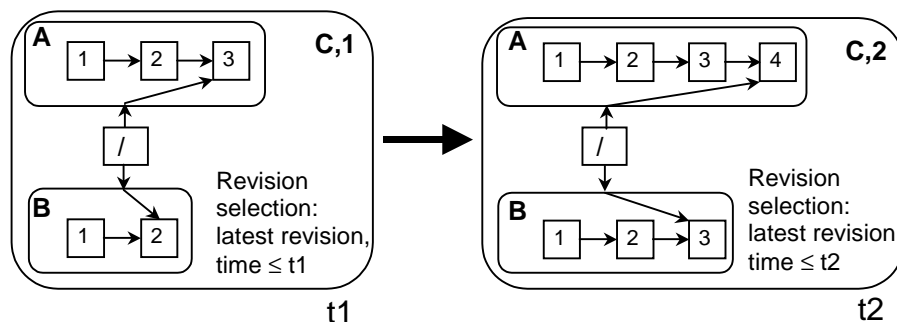 A
C,1
1
2
3
/
B
1
2
Revision
selection:
latest revision,
time ≤ t1
t1
A
C,2
1
2
3
4
/
B
1
2
3
Revision
selection:
latest revision
time ≤ t2
t2